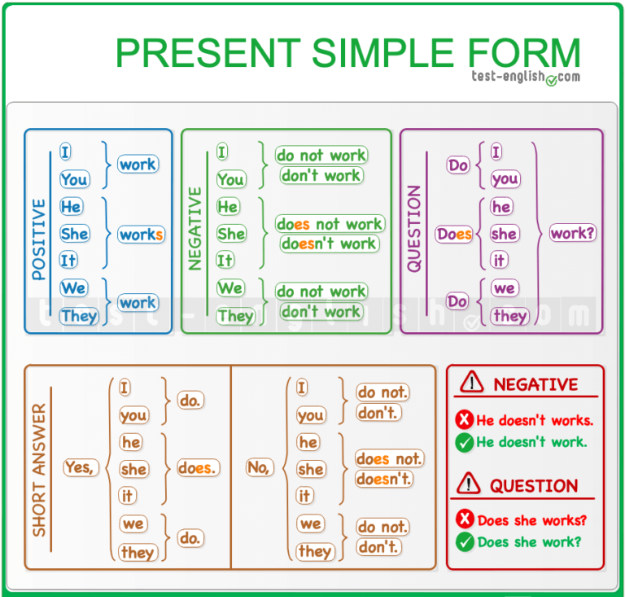 PRESENT SIMPLE FORM
test-english.com
POSITIVE
I
You
work
He
She
It
works
We
They
work
NEGATIVE
I
You
do not work
don't work
He
She
It
does not work
doesn't work
We
They
do not work
don't work
QUESTION
Do
I
you
Does
he
she
it
Do
we
they
work?
test-english.com
SHORT ANSWER
Yes,
I
you
do.
he
she
it
does.
we
they
do.
No,
I
you
do not.
don't.
he
she
it
does not.
doesn't.
we
they
do not.
don't.
! NEGATIVE
X He doesn't works.
✓ He doesn't work.
! QUESTION
X Does she works?
✓ Does she work?